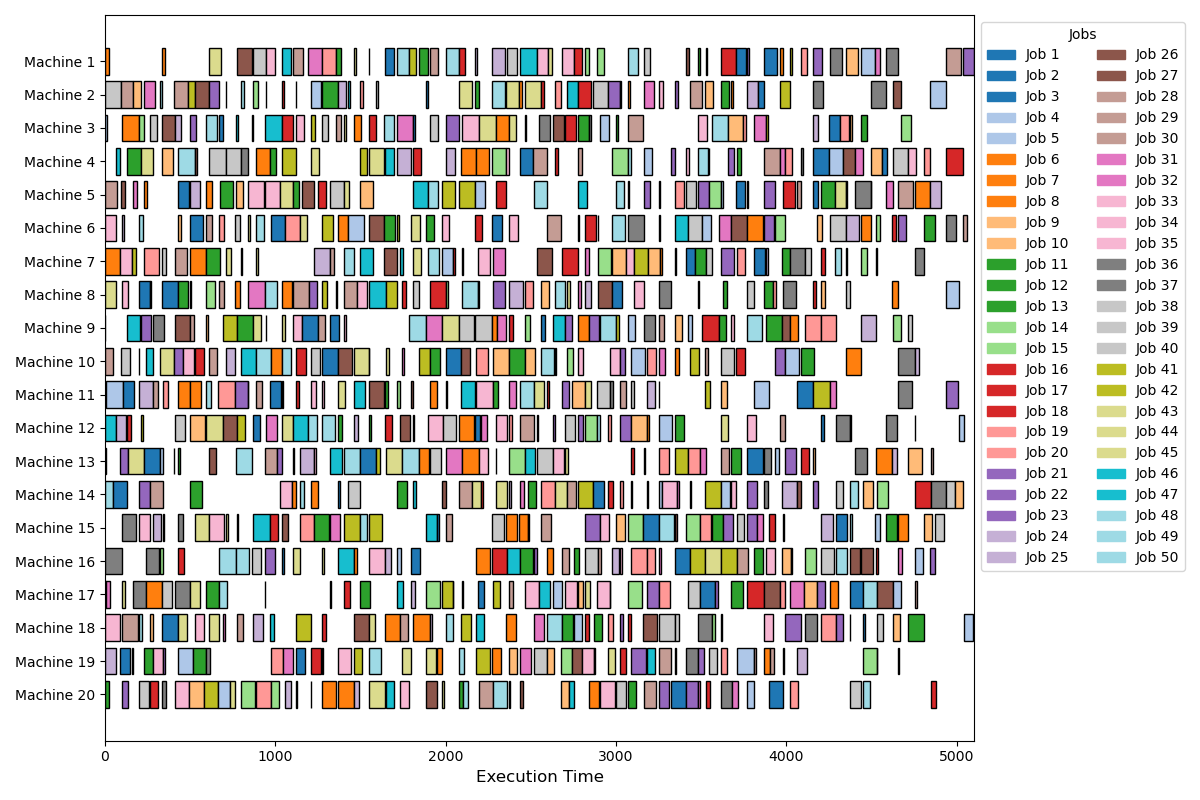 Machine 1
Machine 2
Machine 3
Machine 4
Machine 5
Machine 6
Machine 7
Machine 8
Machine 9
Machine 10
Machine 11
Machine 12
Machine 13
Machine 14
Machine 15
Machine 16
Machine 17
Machine 18
Machine 19
Machine 20
0 1000 2000 3000 4000 5000
Execution Time
Jobs
Job 1
Job 2
Job 3
Job 4
Job 5
Job 6
Job 7
Job 8
Job 9
Job 10
Job 11
Job 12
Job 13
Job 14
Job 15
Job 16
Job 17
Job 18
Job 19
Job 20
Job 21
Job 22
Job 23
Job 24
Job 25
Job 26
Job 27
Job 28
Job 29
Job 30
Job 31
Job 32
Job 33
Job 34
Job 35
Job 36
Job 37
Job 38
Job 39
Job 40
Job 41
Job 42
Job 43
Job 44
Job 45
Job 46
Job 47
Job 48
Job 49
Job 50